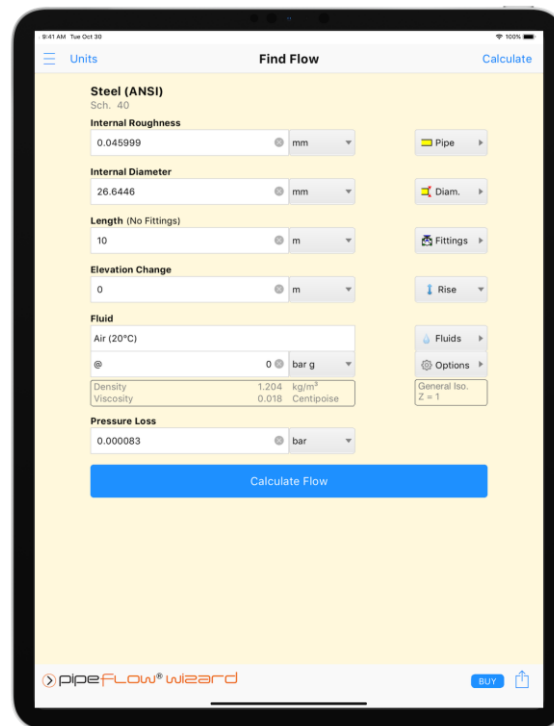 9:41 AM Tue Oct 30 100%
Units Find Flow Calculate
Steel (ANSI)
Sch. 40
Internal Roughness
0.045999 mm Pipe
Internal Diameter
26.6446 mm Diam.
Length (No Fittings)
10 m Fittings
Elevation Change
0 m Rise
Fluid
Air (20°C) Fluids
@ 0 bar g Options
Density 1.204 kg/m³ General Iso.
Viscosity 0.018 Centipoise Z = 1
Pressure Loss
0.000083 bar
Calculate Flow
pipeFLOW® wizard BUY